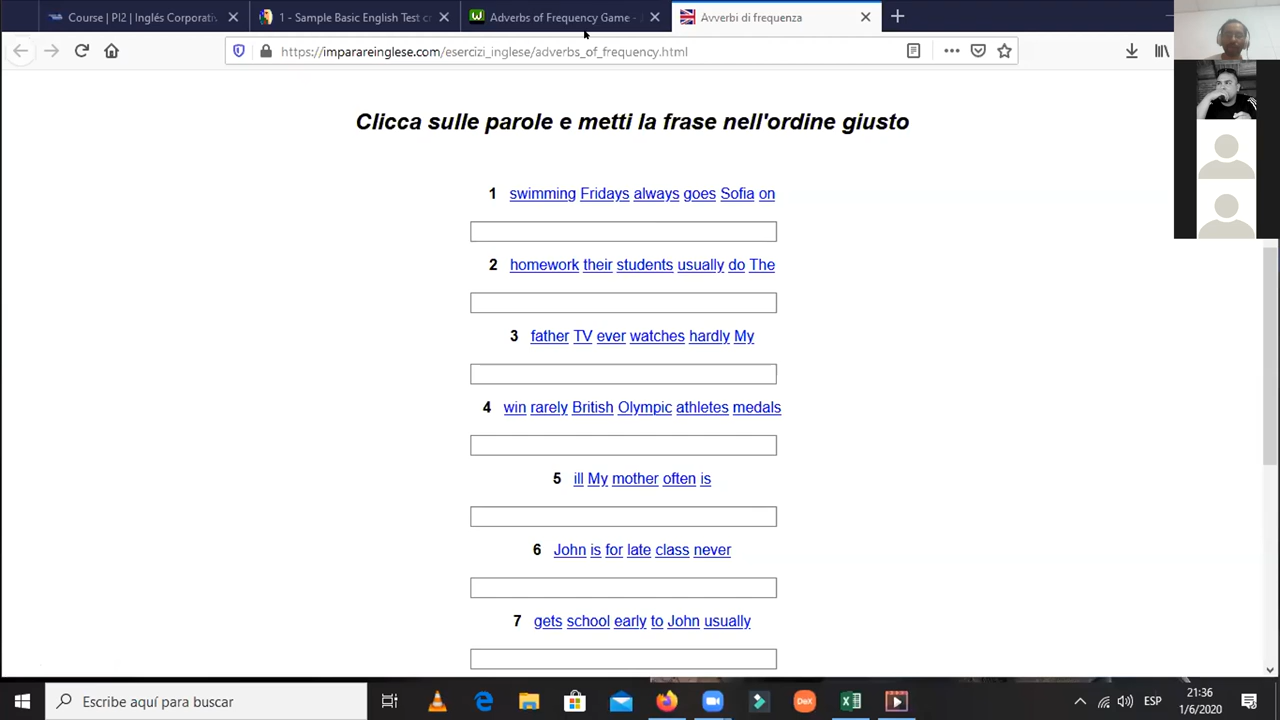 Course | PI2 | Inglés Corporativ
1 - Sample Basic English Test:
Adverbs of Frequency Game -
Avverbi di frequenza
https://imparareinglese.com/esercizi_inglese/adverbs_of_frequency.html
Clicca sulle parole e metti la frase nell'ordine giusto
1 swimming Fridays always goes Sofia on
2 homework their students usually do The
3 father TV ever watches hardly My
4 win rarely British Olympic athletes medals
5 ill My mother often is
6 John is for late class never
7 gets school early to John usually
Escribe aquí para buscar
DeX
ESP
21:36
1/6/2020